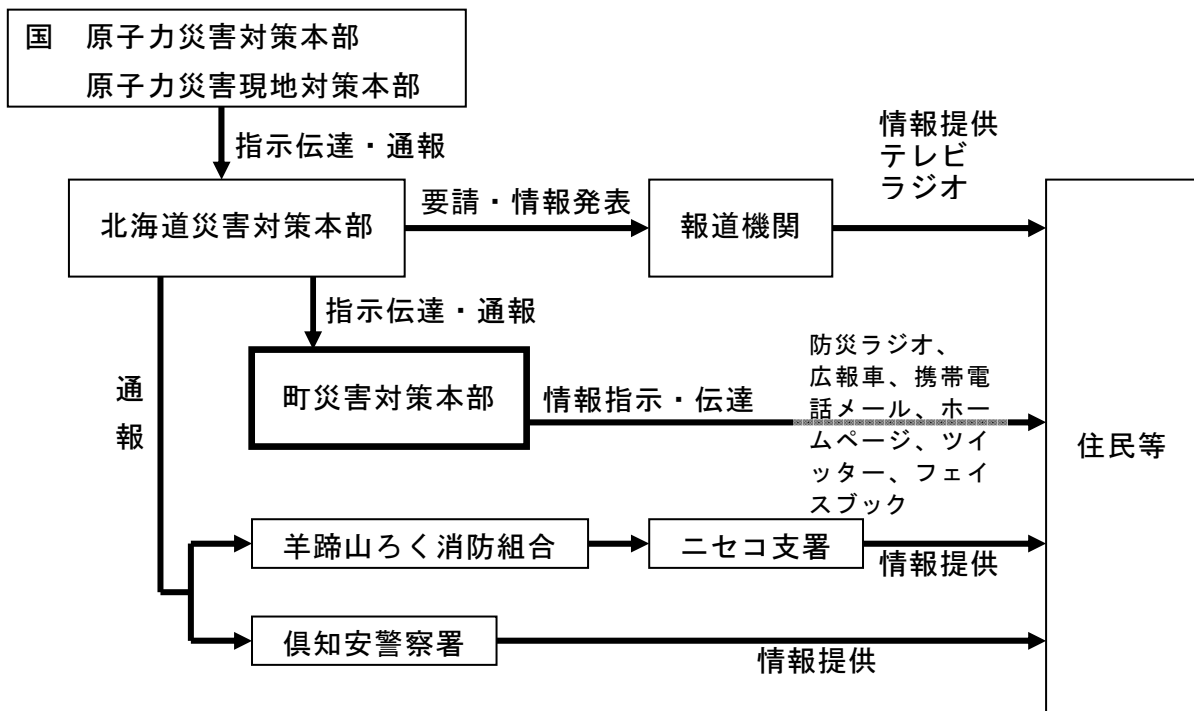 国　原子力災害対策本部
原子力災害現地対策本部
指示伝達・通報
情報提供
テレビ
ラジオ
北海道災害対策本部
要請・情報発表
報道機関
指示伝達・通報
通報
町災害対策本部
情報指示・伝達
防災ラジオ、
広報車、携帯電
話メール、ホー
ムページ、ツイ
ッター、フェイ
スブック
住民等
羊蹄山ろく消防組合
ニセコ支署
情報提供
倶知安警察署
情報提供